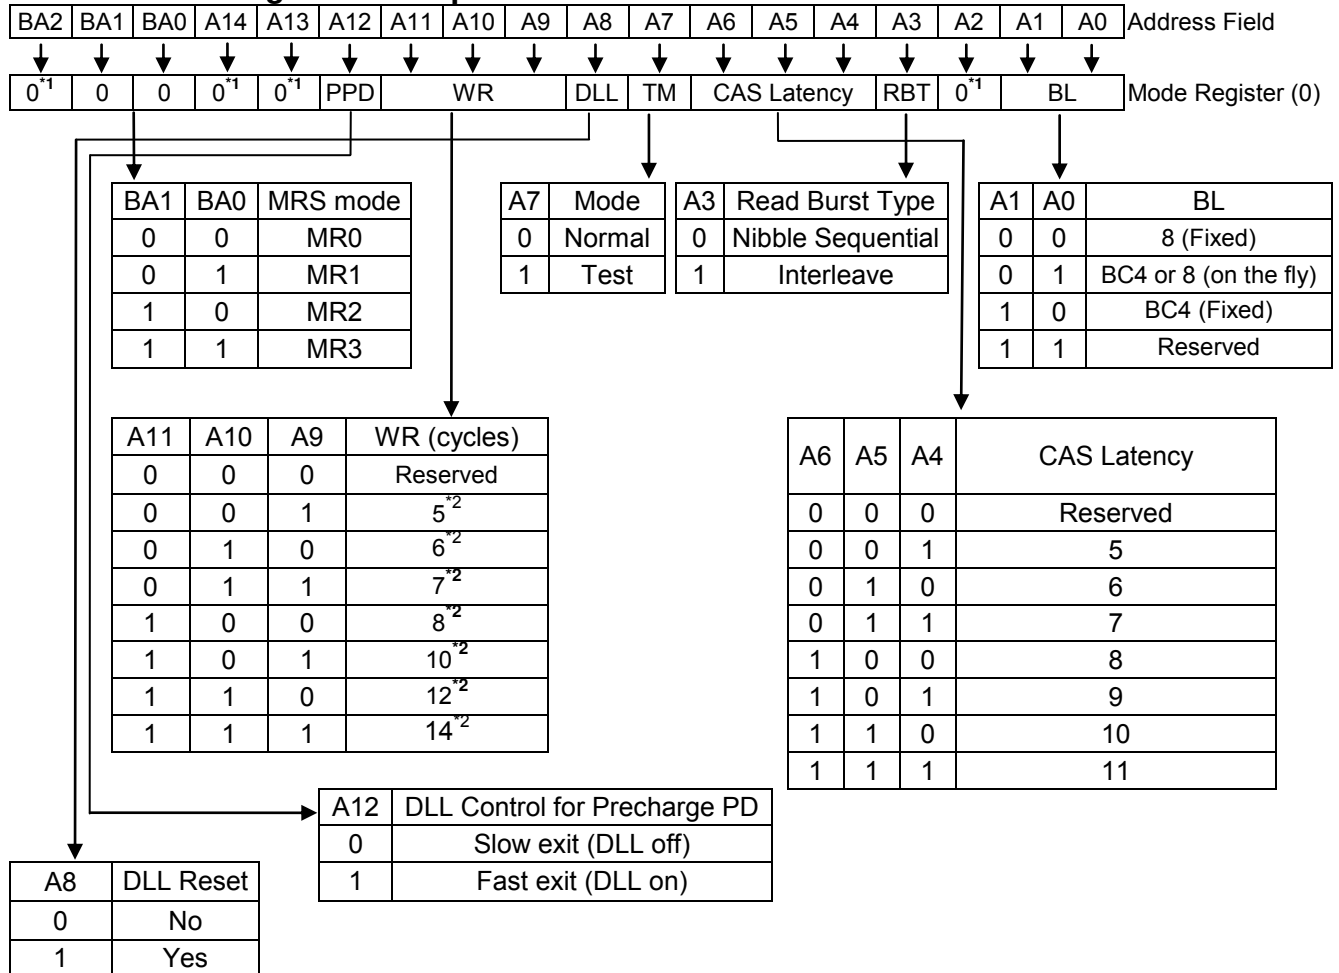 BA2 BA1 BA0 A14 A13 A12 A11 A10 A9 A8 A7 A6 A5 A4 A3 A2 A1 A0 Address Field
0*1 0 0 0*1 0*1 PPD WR DLL TM CAS Latency RBT 0*1 BL Mode Register (0)
BA1 BA0 MRS mode
0 0 MR0
0 1 MR1
1 0 MR2
1 1 MR3
A7 Mode
0 Normal
1 Test
A3 Read Burst Type
0 Nibble Sequential
1 Interleave
A1 A0 BL
0 0 8 (Fixed)
0 1 BC4 or 8 (on the fly)
1 0 BC4 (Fixed)
1 1 Reserved
A11 A10 A9 WR (cycles)
0 0 0 Reserved
0 0 1 5*2
0 1 0 6*2
0 1 1 7*2
1 0 0 8*2
1 0 1 10*2
1 1 0 12*2
1 1 1 14*2
A6 A5 A4 CAS Latency
0 0 0 Reserved
0 0 1 5
0 1 0 6
0 1 1 7
1 0 0 8
1 0 1 9
1 1 0 10
1 1 1 11
A12 DLL Control for Precharge PD
0 Slow exit (DLL off)
1 Fast exit (DLL on)
A8 DLL Reset
0 No
1 Yes